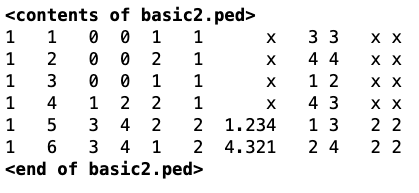 <contents of basic2.ped>
1 1 0 0 1 1 x 3 3 x x
1 2 0 0 2 1 x 4 4 x x
1 3 0 0 1 1 x 1 2 x x
1 4 1 2 2 1 x 4 3 x x
1 5 3 4 2 2 1.234 1 3 2 2
1 6 3 4 1 2 4.321 2 4 2 2
<end of basic2.ped>